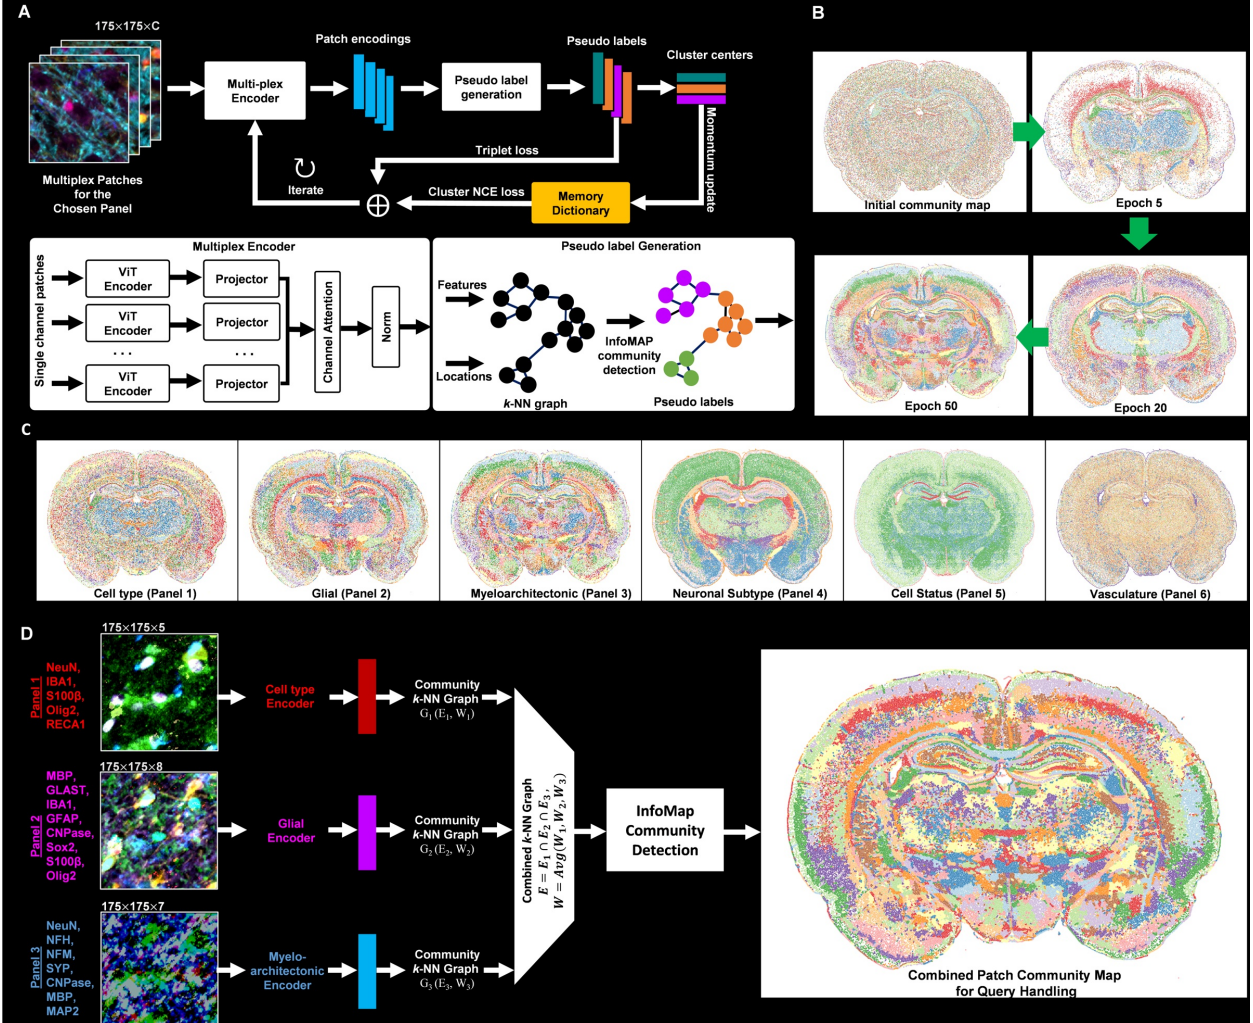 A
175×175×C
Multiplex Patches
for the
Chosen Panel
Multi-plex
Encoder
Patch encodings
Pseudo label
generation
Pseudo labels
Cluster centers
Momentum update
Triplet loss
Iterate
Cluster NCE loss
Memory
Dictionary
Multiplex Encoder
Single channel patches
ViT
Encoder
Projector
ViT
Encoder
Projector
...
...
ViT
Encoder
Projector
Channel Attention
Norm
Pseudo label Generation
Features
Locations
k-NN graph
InfoMAP
community
detection
Pseudo labels
B
Initial community map
Epoch 5
Epoch 50
Epoch 20
C
Cell type (Panel 1)
Glial (Panel 2)
Myeloarchitectonic (Panel 3)
Neuronal Subtype (Panel 4)
Cell Status (Panel 5)
Vasculature (Panel 6)
D
175×175×5
Panel 1
NeuN,
IBA1,
S100β,
Olig2,
RECA1
Cell type
Encoder
Community
k-NN Graph
G₁ (E₁, W₁)
175×175×8
Panel 2
MBP,
GLAST,
IBA1,
GFAP,
CNPase,
Sox2,
S100β,
Olig2
Glial
Encoder
Community
k-NN Graph
G₂ (E₂, W₂)
175×175×7
Panel 3
NeuN,
NFH,
NFM,
SYP,
CNPase,
MBP,
MAP2
Myelo-
architectonic
Encoder
Community
k-NN Graph
G₃ (E₃, W₃)
Combined k-NN Graph
E = E₁ ∩ E₂ ∩ E₃,
W = Avg(W₁, W₂, W₃)
InfoMap
Community
Detection
Combined Patch Community Map
for Query Handling